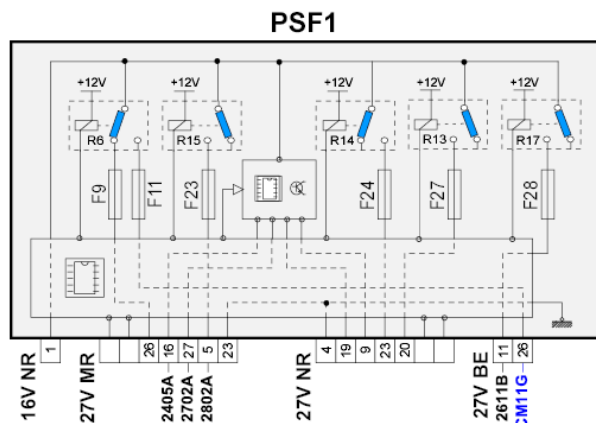 PSF1
+12V +12V +12V +12V +12V
R6 R15 R14 R13 R17
F9 F11 F23 F24 F27 F28
1 26 16 27 5 23 4 19 9 23 20 11 26
16V NR
27V MR
2405A
2702A
2802A
27V NR
27V BE
2611B
CM11G